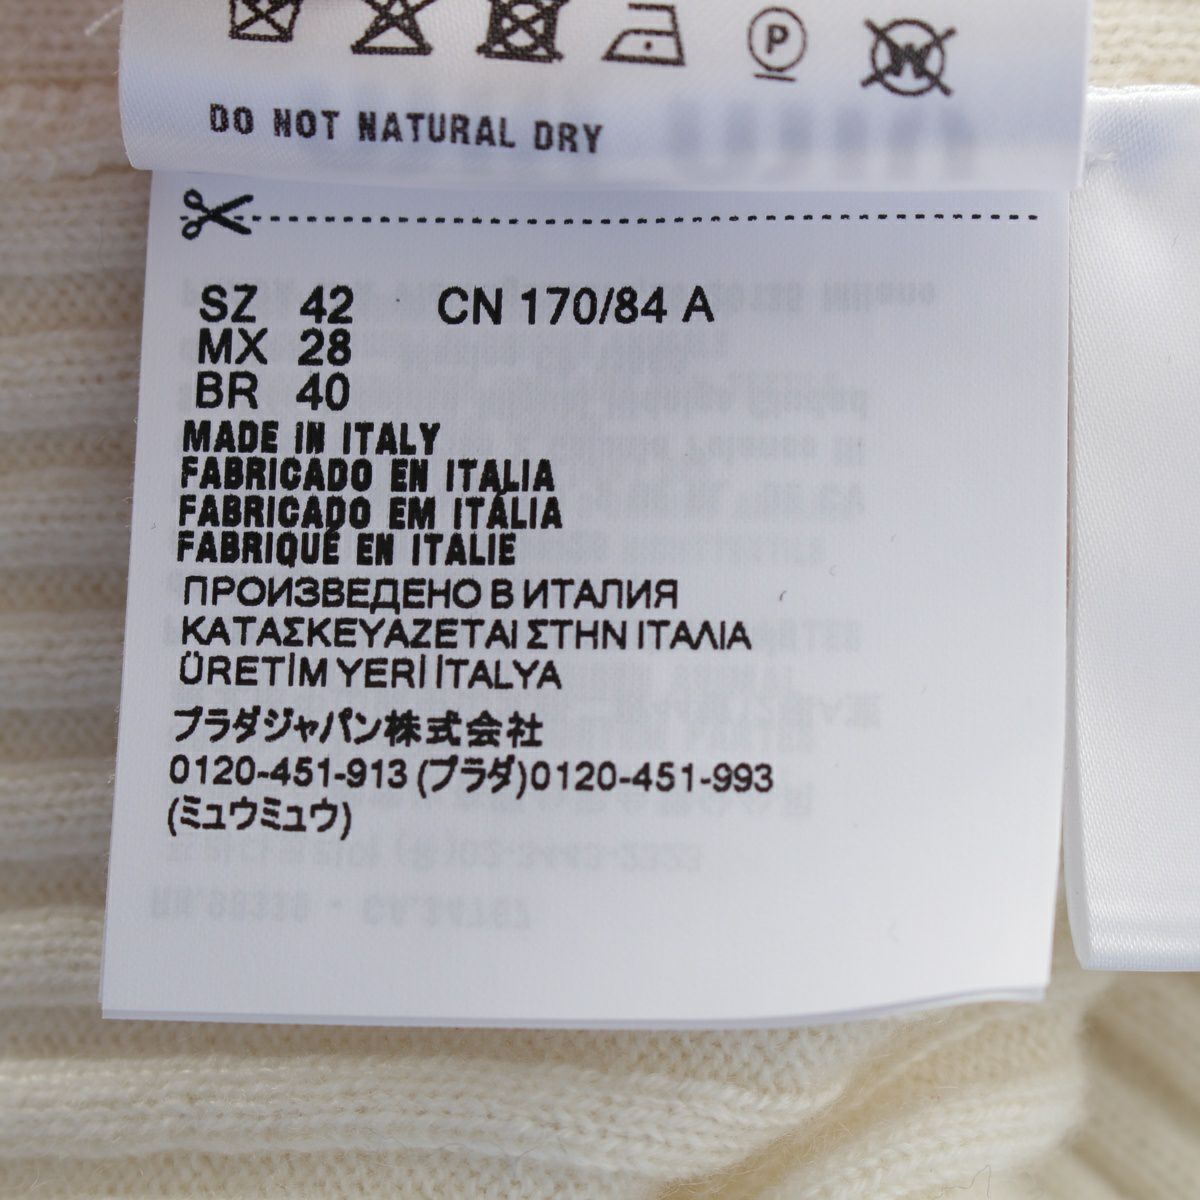 P
W
DO NOT NATURAL DRY
SZ 42 CN 170/84 A
MX 28
BR 40
MADE IN ITALY
FABRICADO EN ITALIA
FABRICADO EM ITÁLIA
FABRIQUÉ EN ITALIE
ПРОИЗВЕДЕНО В ИТАЛИЯ
ΚΑΤΑΣΚΕΥΑΖΕΤΑΙ ΣΤΗΝ ΙΤΑΛΙΑ
ÜRETİM YERİ İTALYA
プラダジャパン株式会社
0120-451-913 (プラダ)0120-451-993
(ミュウミュウ)